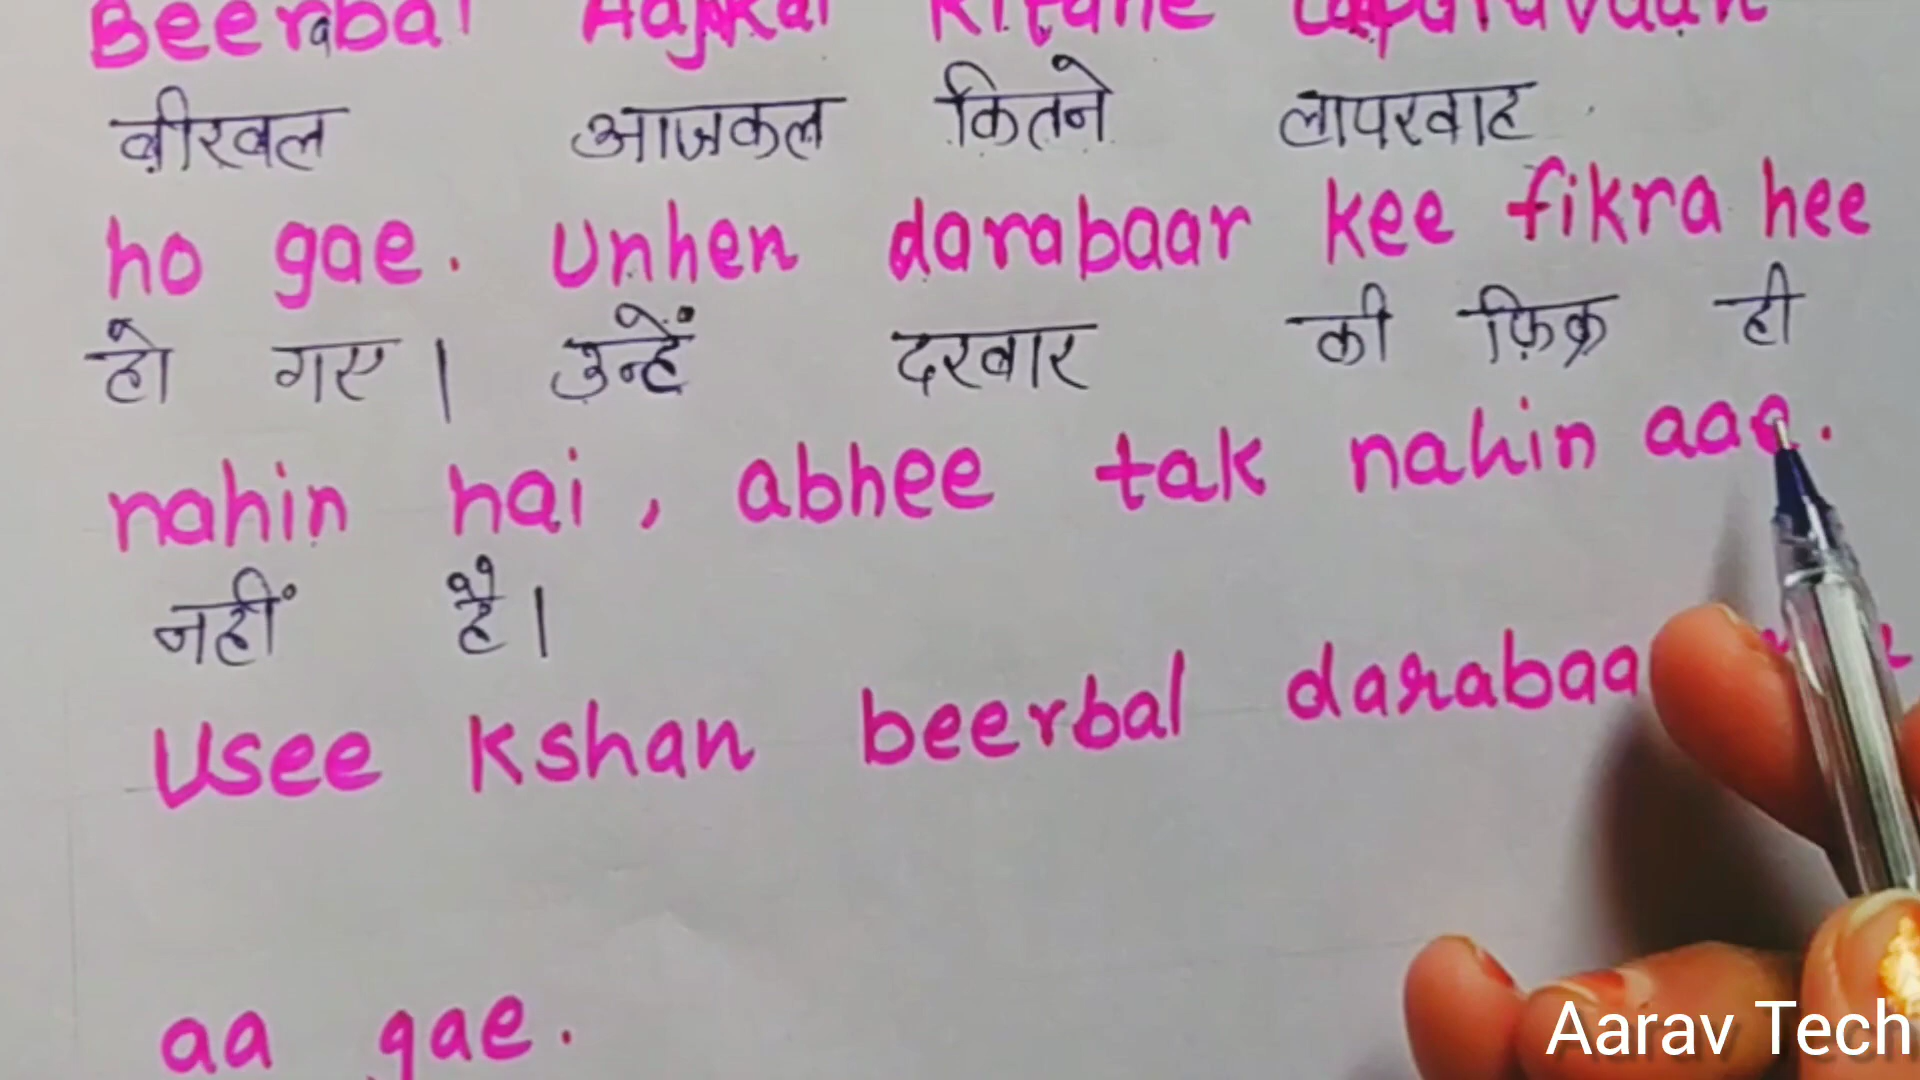 Beerabal Aajkal kitane laparavaah
बीरबल आजकल कितने लापरवाह
ho gae. Unhen darabaar kee fikra hee
हो गए। उन्हें दरबार की फ़िक्र ही
nahin hai, abhee tak nahin aae.
नहीं है।
Usee kshan beerbal darabaa
aa gae.
Aarav Tech